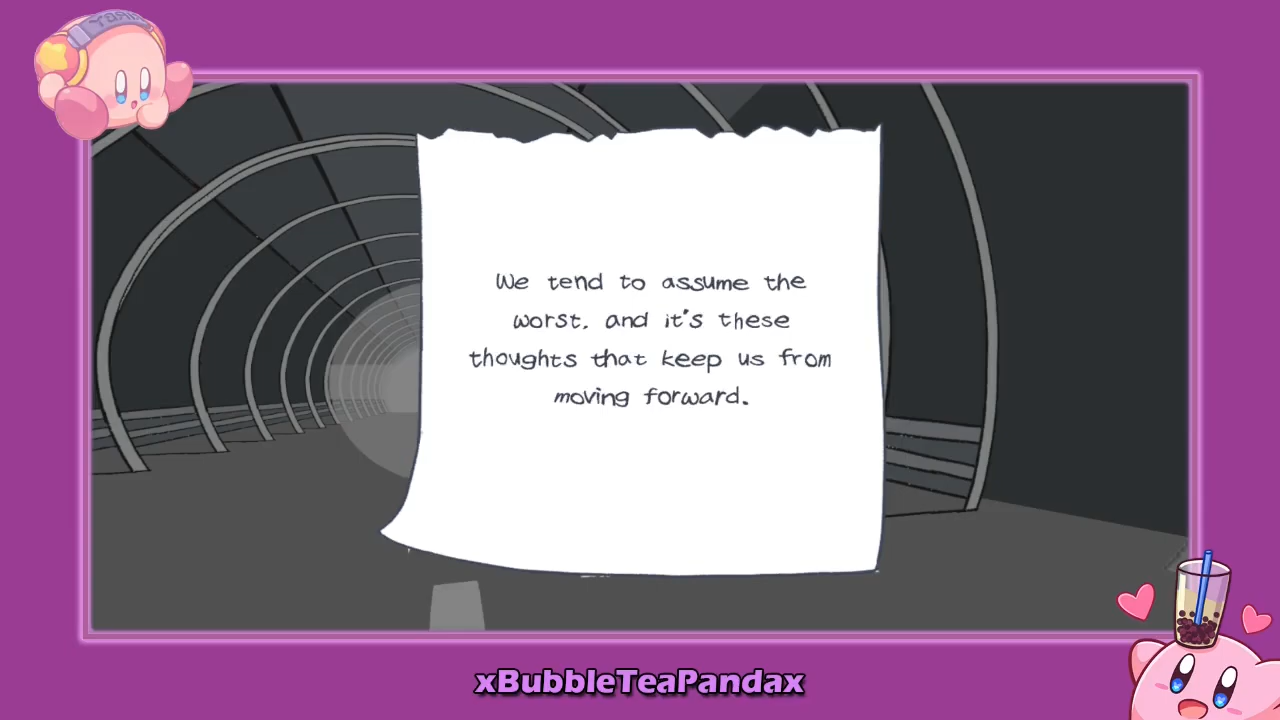 We tend to assume the
worst, and it's these
thoughts that keep us from
moving forward.
xBubbleTeaPandax